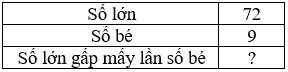 Số lớn 72
Số bé 9
Số lớn gấp mấy lần số bé ?